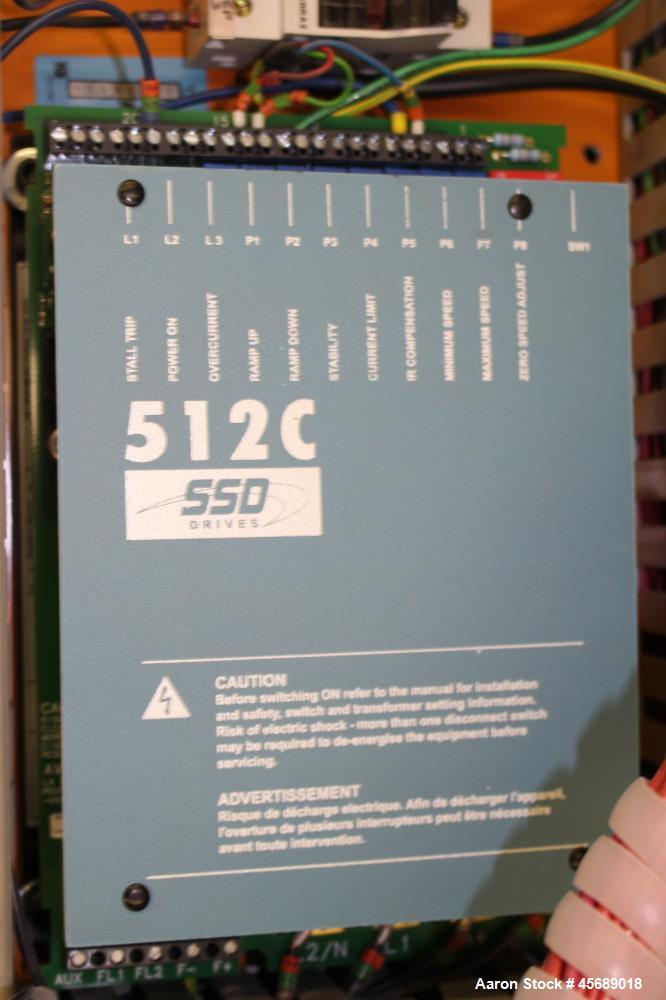 20 15 1
L1 L2 L3 P1 P2 P3 P4 P5 P6 P7 P8 SW1
STALL TRIP
POWER ON
OVERCURRENT
RAMP UP
RAMP DOWN
STABILITY
CURRENT LIMIT
IR COMPENSATION
MINIMUM SPEED
MAXIMUM SPEED
ZERO SPEED ADJUST
512C
SSD
DRIVES
CAUTION
Before switching ON refer to the manual for installation
and safety, switch and transformer setting information.
Risk of electric shock - more than one disconnect switch
may be required to de-energise the equipment before
servicing.
ADVERTISSEMENT
Risque de décharge electrique. Afin de décharger l'appareil,
l'overture de plusieurs interrupteurs peut être nécessaire
avant toute intervention.
AUX FL1 FL2 F- F+ L2/N L1
Aaron Stock # 45689018